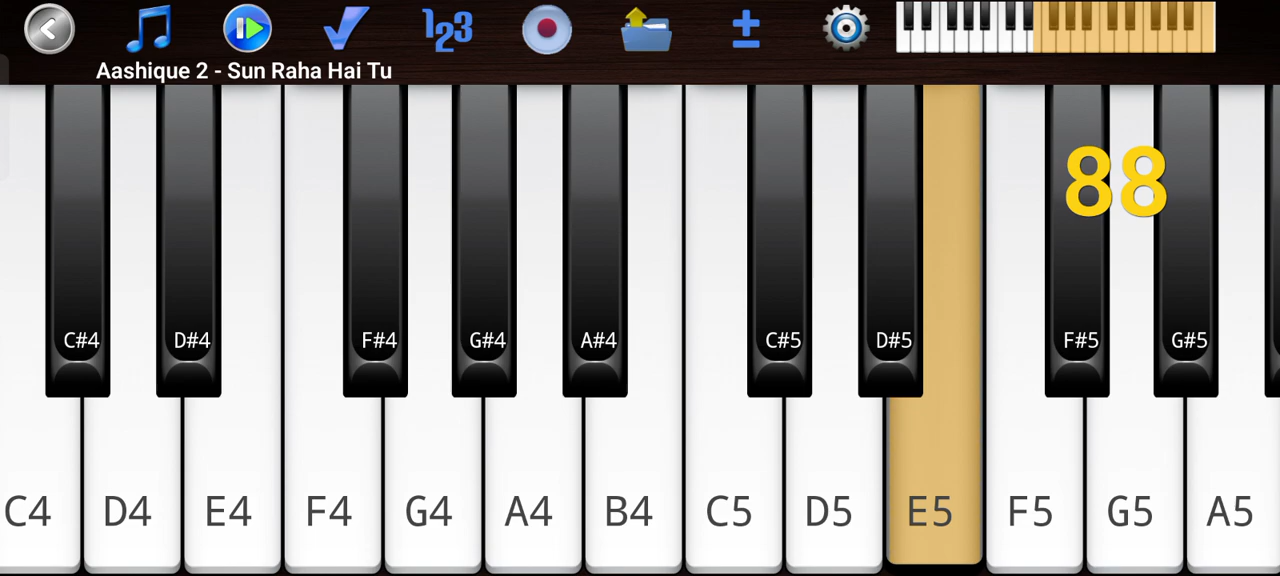 123
Aashique 2 - Sun Raha Hai Tu
88
C#4 D#4 F#4 G#4 A#4 C#5 D#5 F#5 G#5
C4 D4 E4 F4 G4 A4 B4 C5 D5 E5 F5 G5 A5